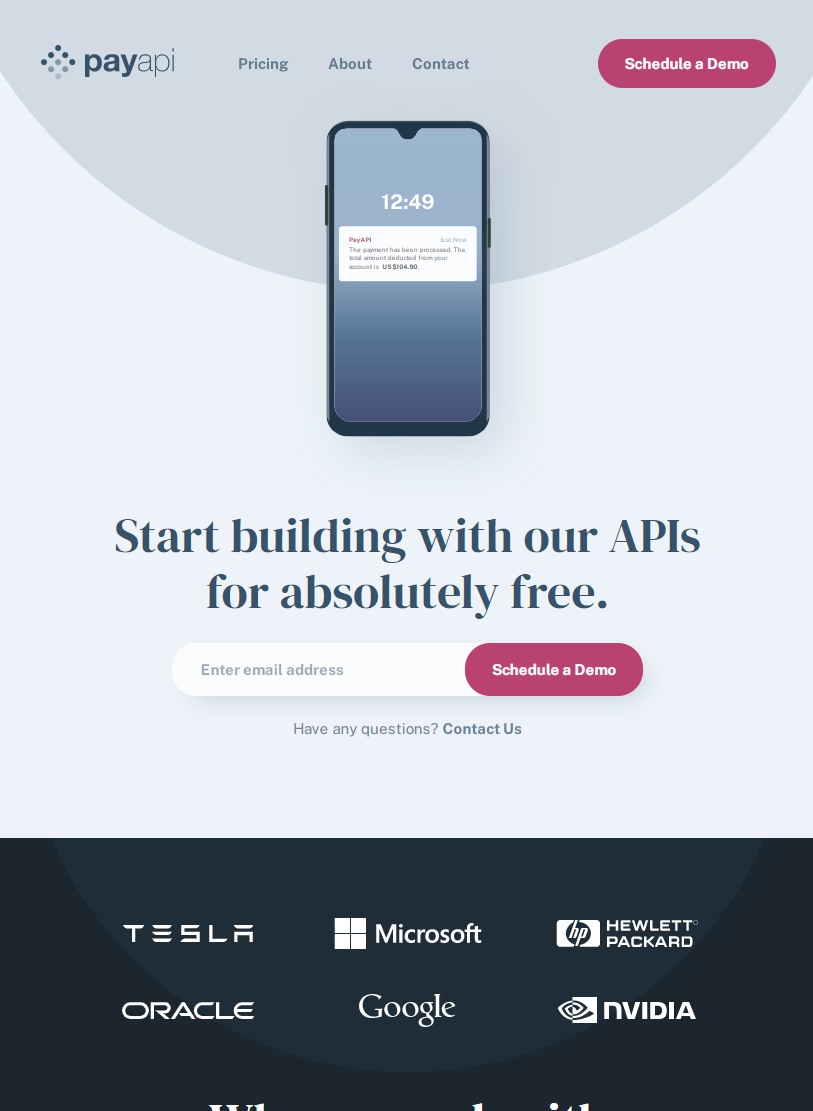 payapi
Pricing
About
Contact
Schedule a Demo
12:49
PayAPI
Just Now
The payment has been processed. The
total amount deducted from your
account is US$104.90.
Start building with our APIs
for absolutely free.
Enter email address
Schedule a Demo
Have any questions? Contact Us
TESLA
Microsoft
hp
HEWLETT
PACKARD
ORACLE
Google
NVIDIA